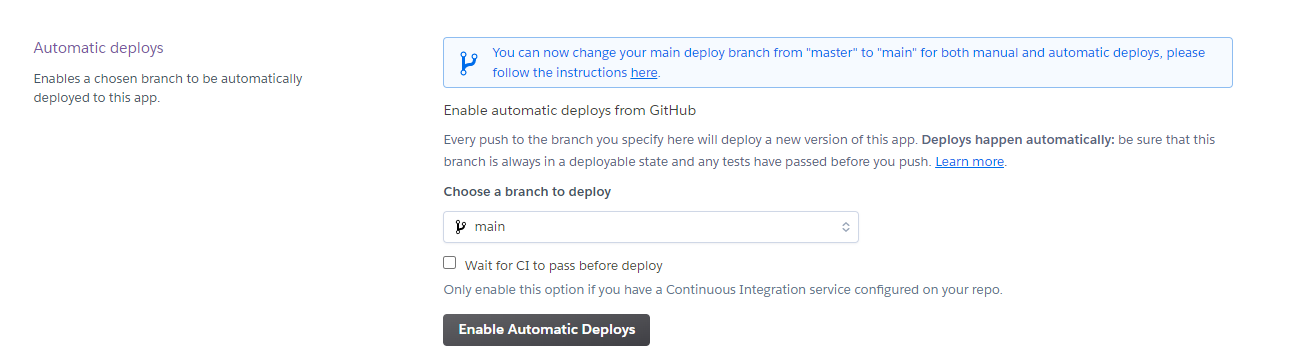 Automatic deploys
Enables a chosen branch to be automatically
deployed to this app.
You can now change your main deploy branch from "master" to "main" for both manual and automatic deploys, please
follow the instructions here.
Enable automatic deploys from GitHub
Every push to the branch you specify here will deploy a new version of this app. Deploys happen automatically: be sure that this
branch is always in a deployable state and any tests have passed before you push. Learn more.
Choose a branch to deploy
main
Wait for CI to pass before deploy
Only enable this option if you have a Continuous Integration service configured on your repo.
Enable Automatic Deploys